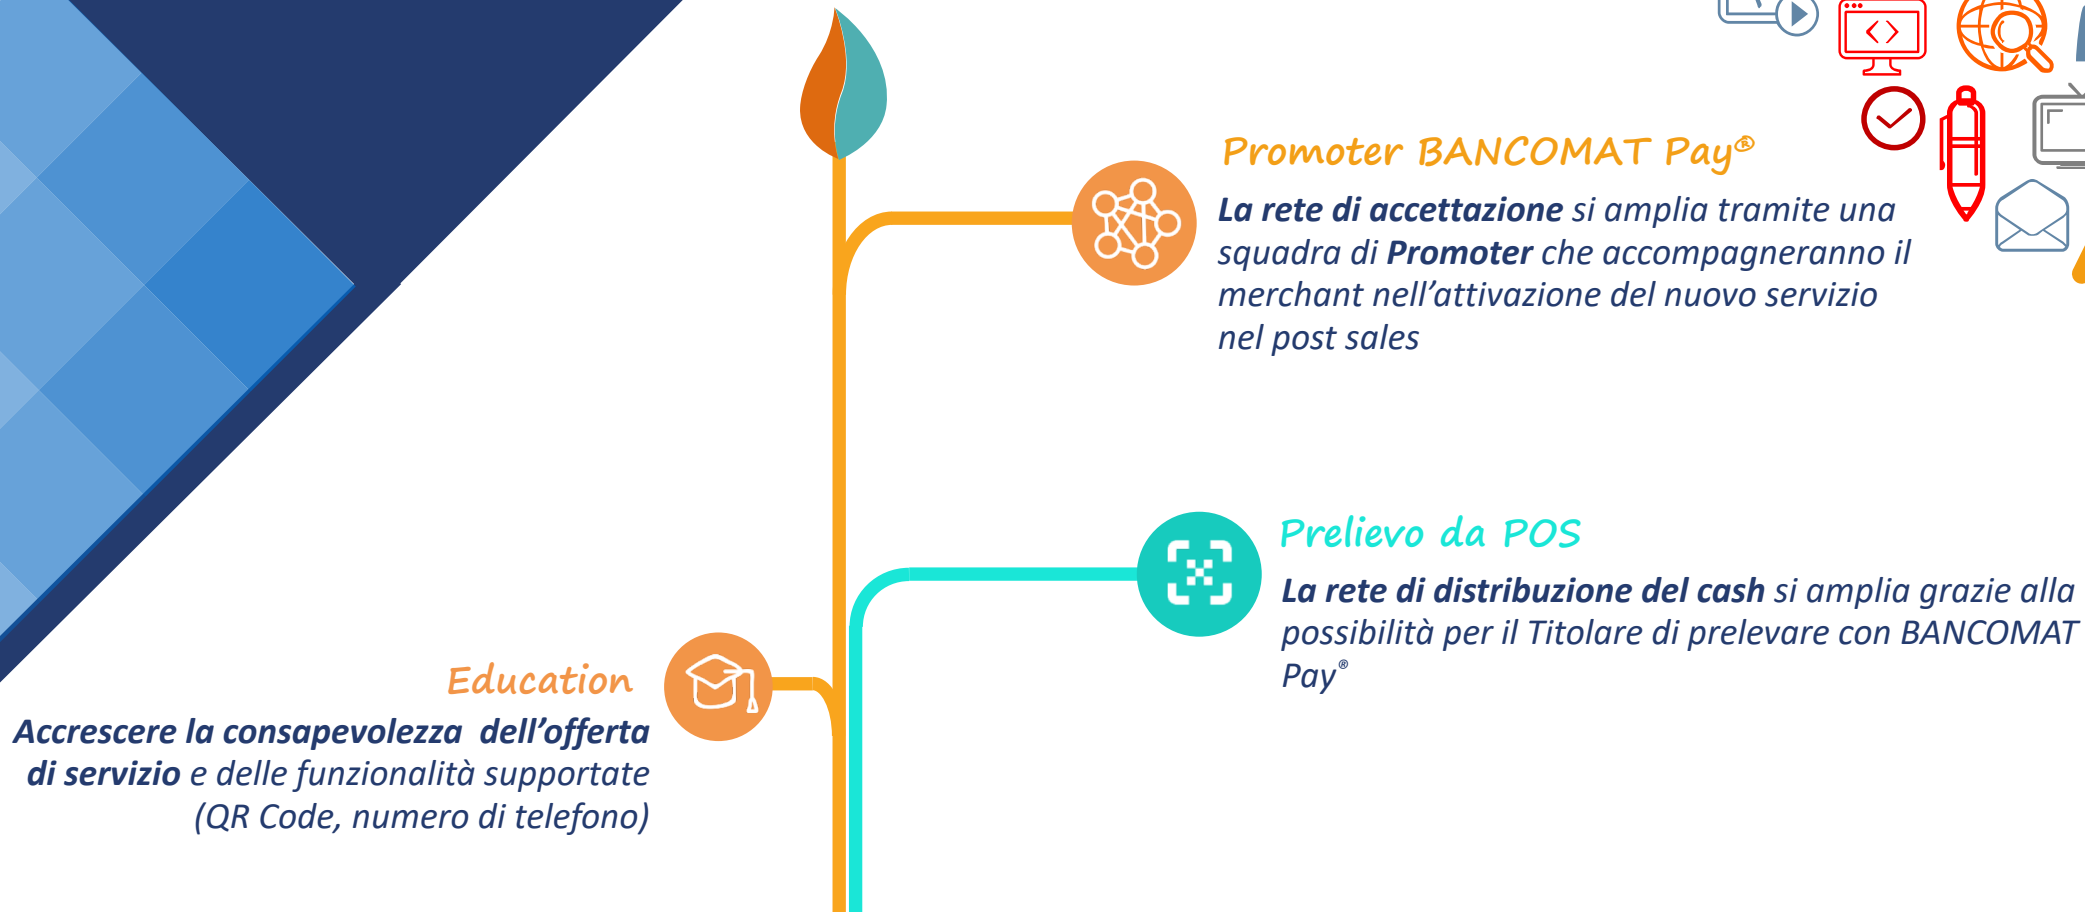 Promoter BANCOMAT Pay®
La rete di accettazione si amplia tramite una
squadra di Promoter che accompagneranno il
merchant nell’attivazione del nuovo servizio
nel post sales
Prelievo da POS
La rete di distribuzione del cash si amplia grazie alla
possibilità per il Titolare di prelevare con BANCOMAT
Pay®
Education
Accrescere la consapevolezza dell’offerta
di servizio e delle funzionalità supportate
(QR Code, numero di telefono)